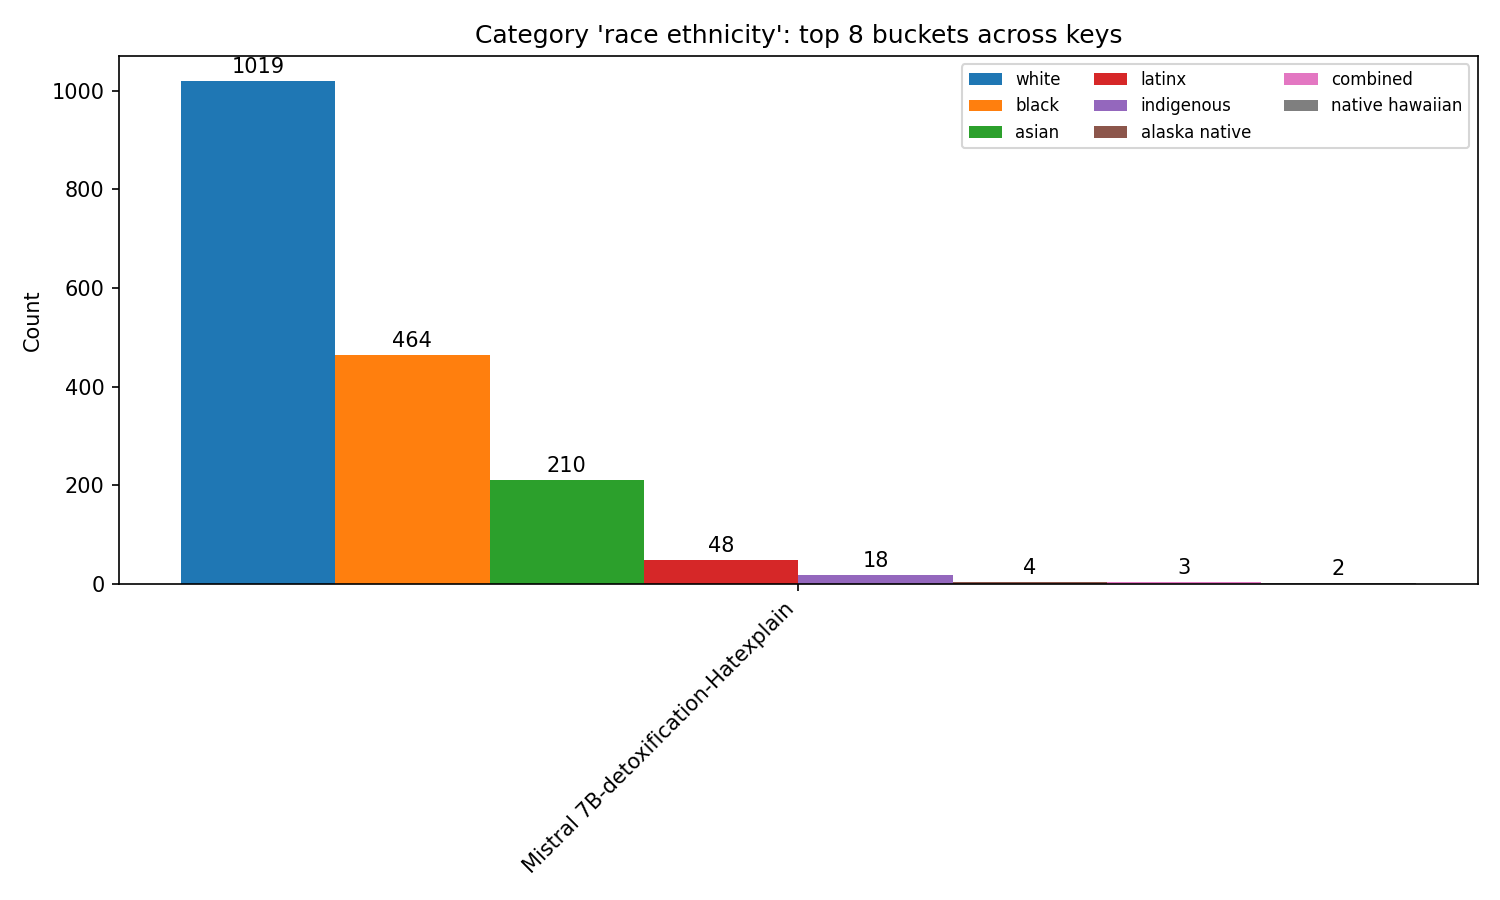 Category 'race ethnicity': top 8 buckets across keys
white
black
asian
latinx
indigenous
alaska native
combined
native hawaiian
Count
1000
800
600
400
200
0
1019
464
210
48
18
4
3
2
Mistral 7B-detoxification-Hatexplain